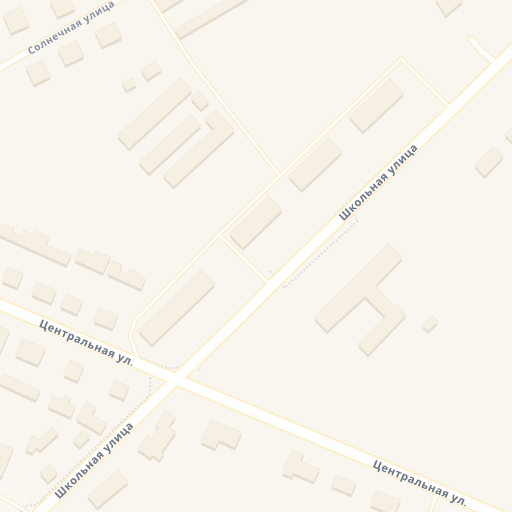 Солнечная улица
Школьная улица
Центральная ул.
Школьная улица
Центральная ул.